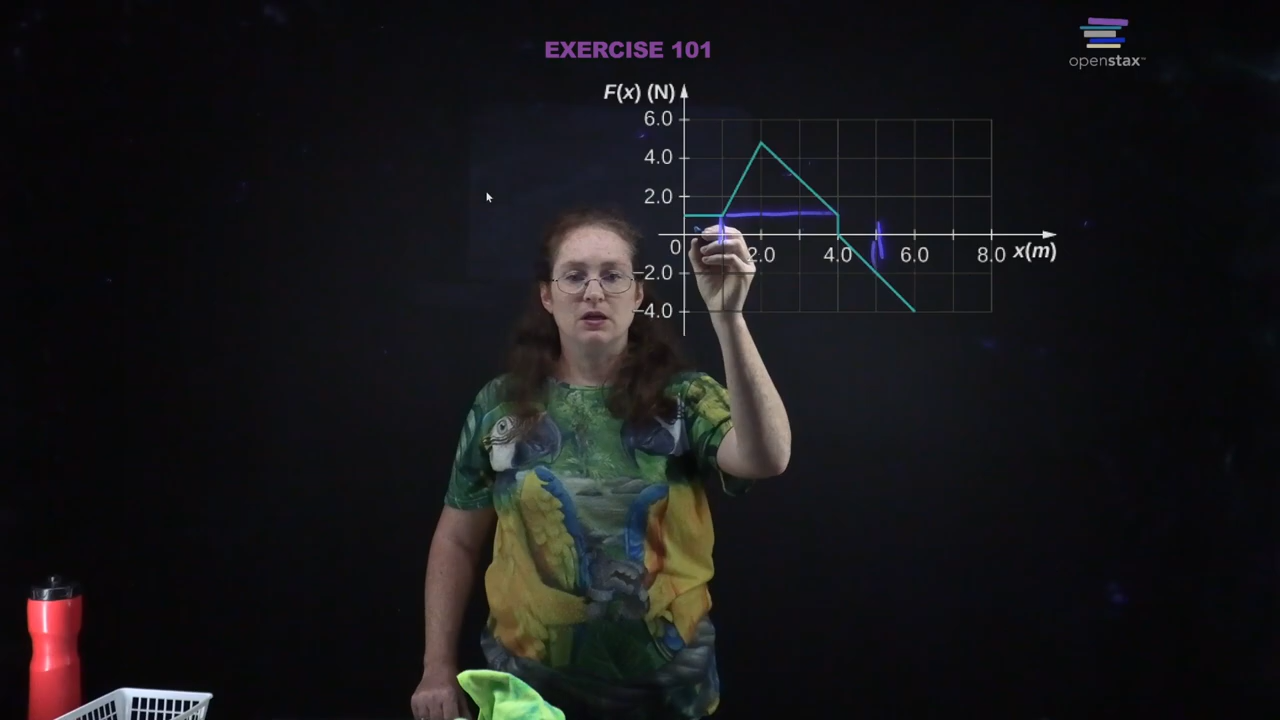 EXERCISE 101
openstax™
F(x) (N)
6.0
4.0
2.0
0
2.0
4.0
6.0
8.0
x(m)
−2.0
−4.0